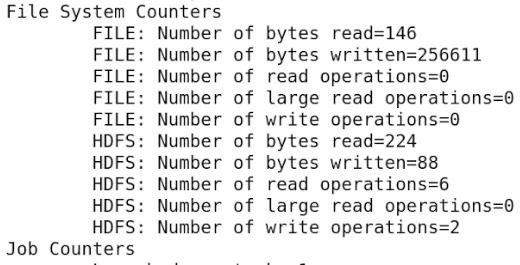 File System Counters
FILE: Number of bytes read=146
FILE: Number of bytes written=256611
FILE: Number of read operations=0
FILE: Number of large read operations=0
FILE: Number of write operations=0
HDFS: Number of bytes read=224
HDFS: Number of bytes written=88
HDFS: Number of read operations=6
HDFS: Number of large read operations=0
HDFS: Number of write operations=2
Job Counters